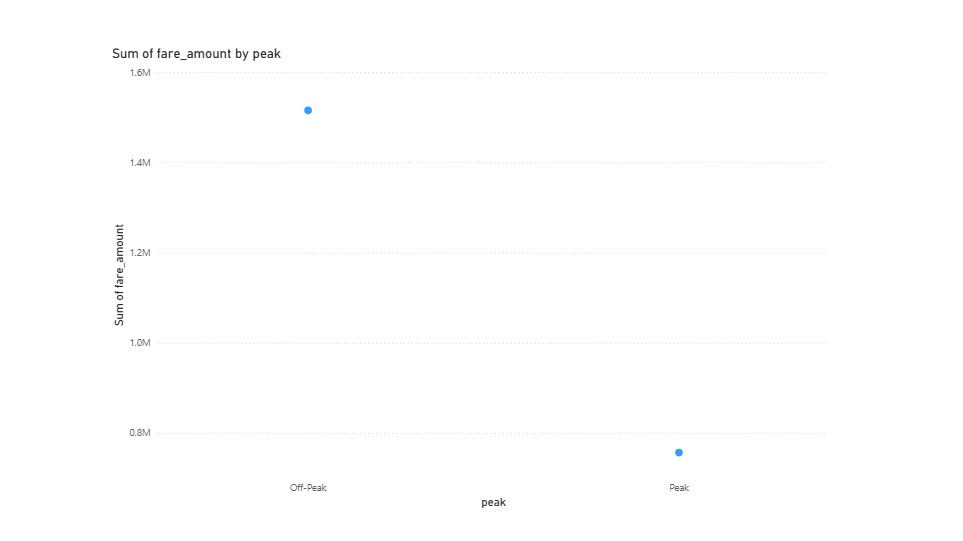 Sum of fare_amount by peak
1.6M
1.4M
1.2M
1.0M
0.8M
Sum of fare_amount
Off-Peak
Peak
peak